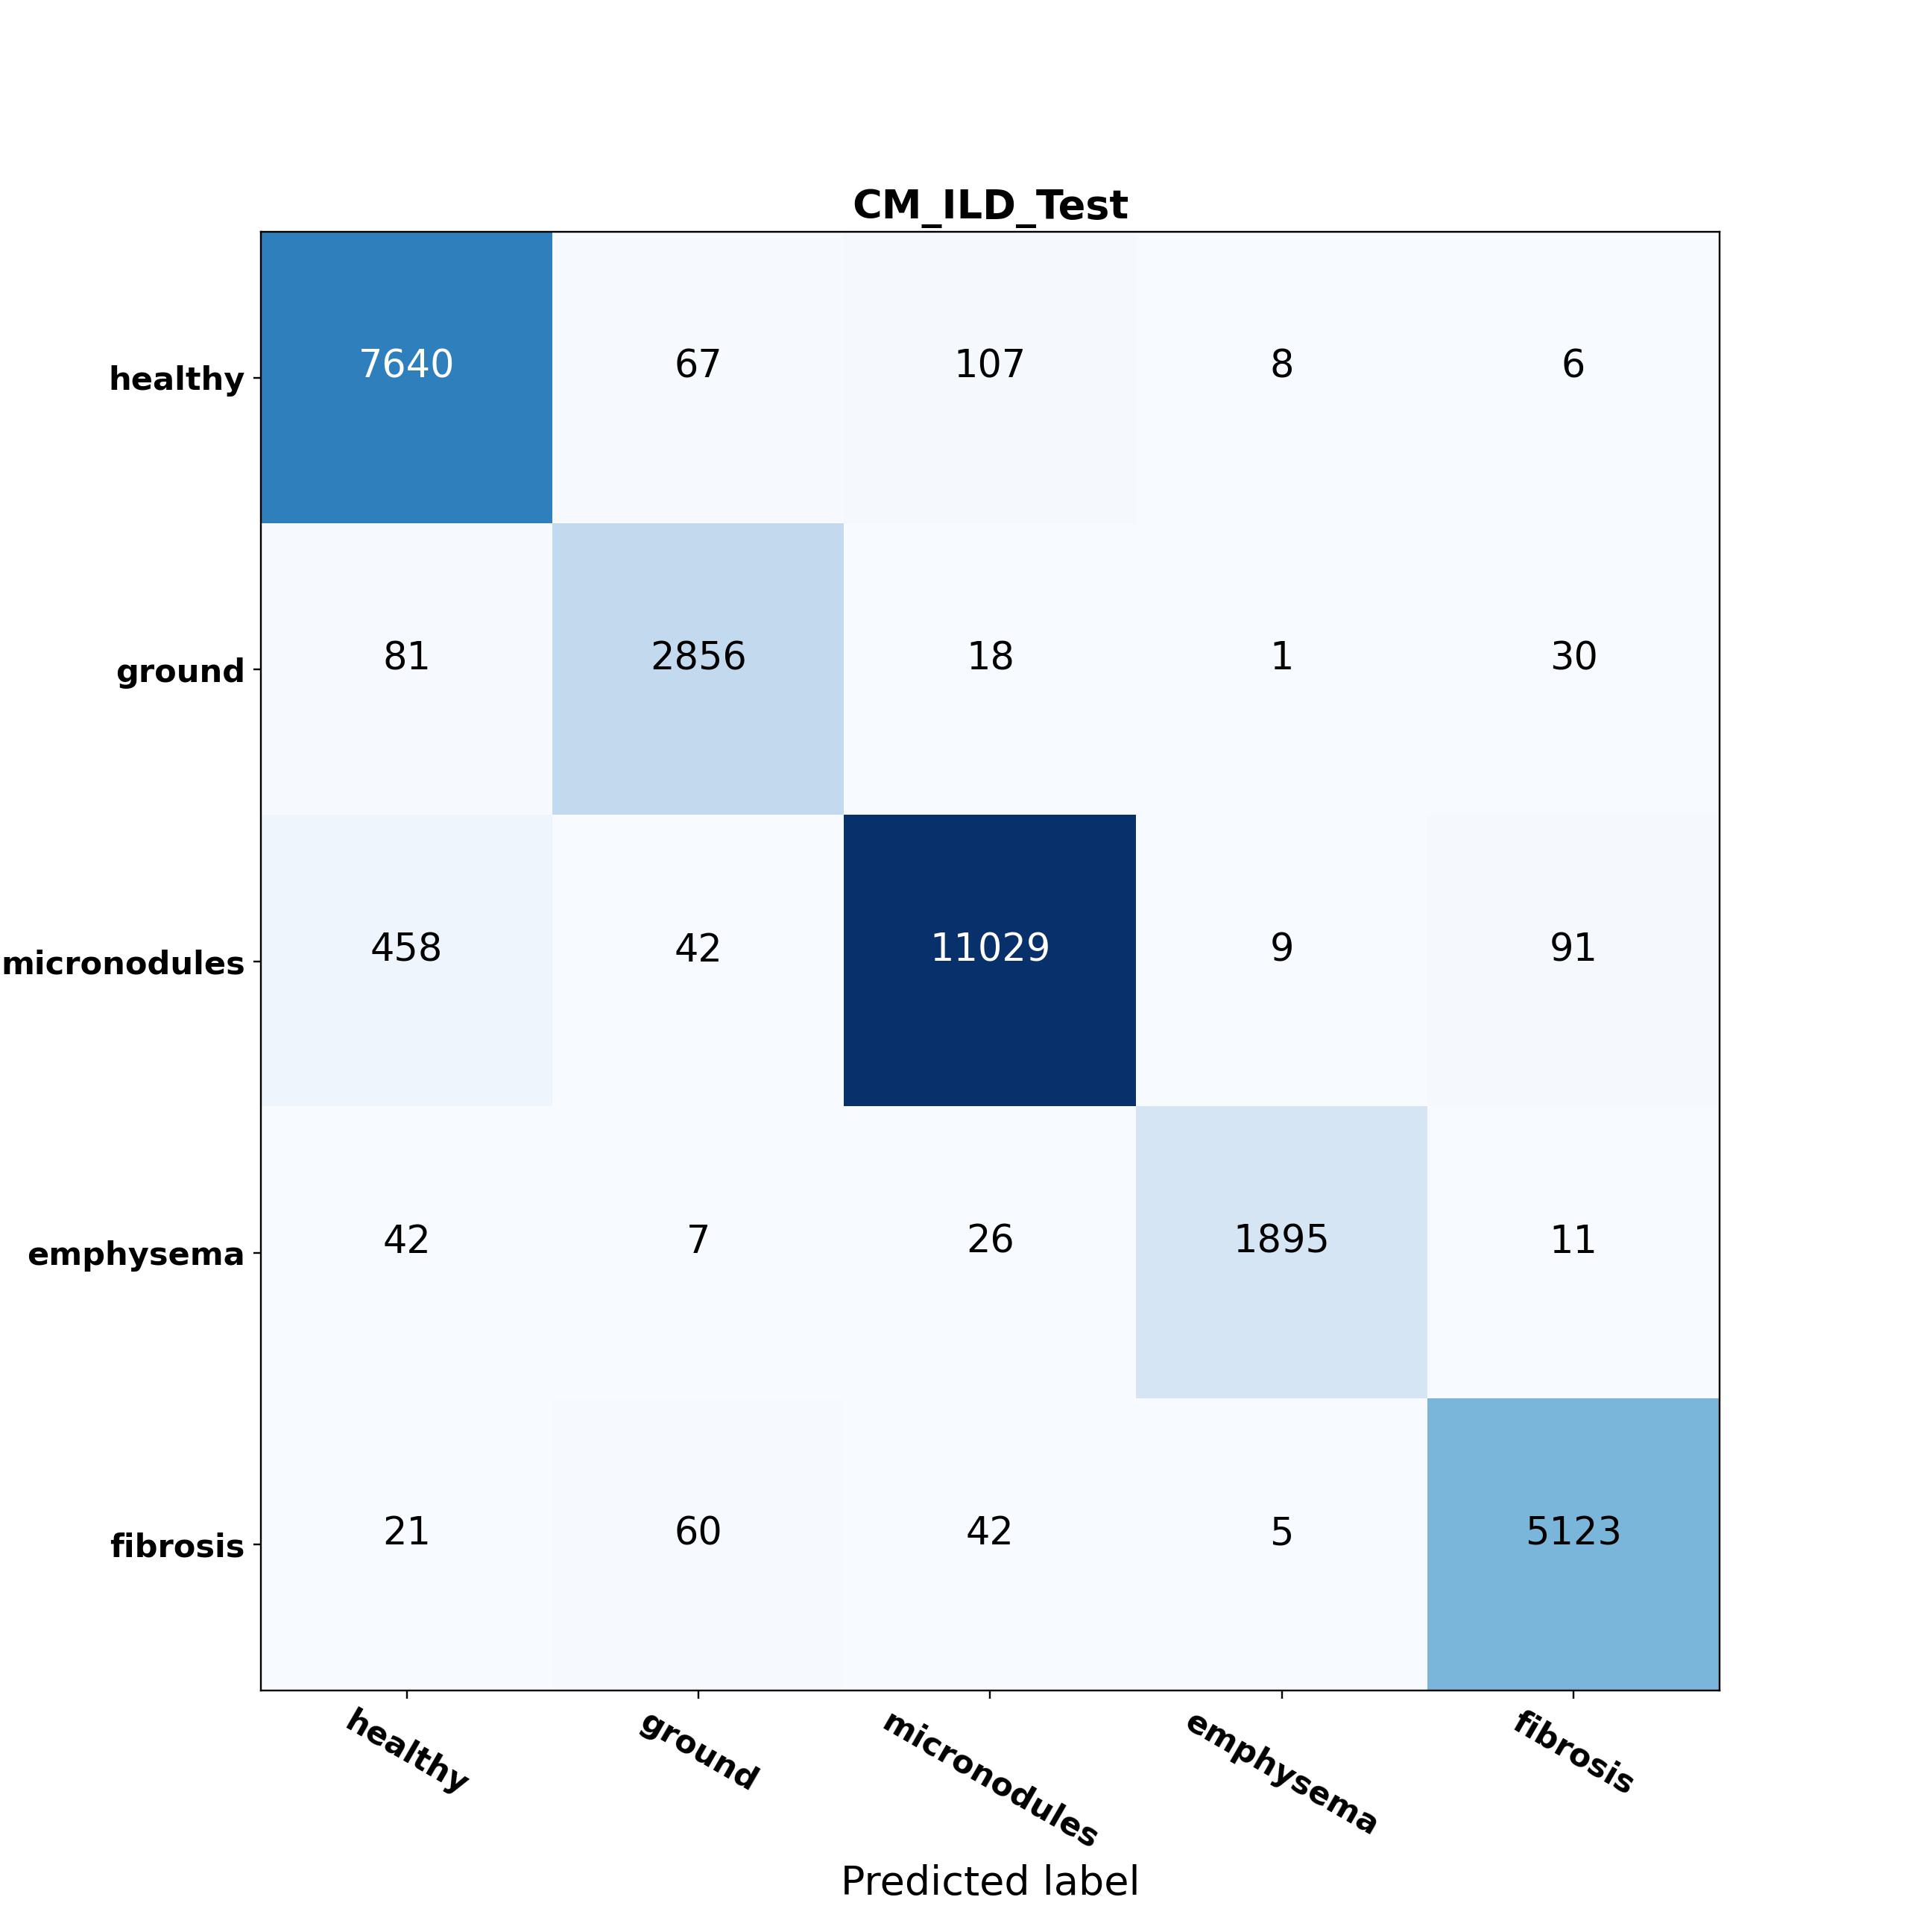 CM_ILD_Test
healthy 7640 67 107 8 6
ground 81 2856 18 1 30
micronodules 458 42 11029 9 91
emphysema 42 7 26 1895 11
fibrosis 21 60 42 5 5123
healthy ground micronodules emphysema fibrosis
Predicted label